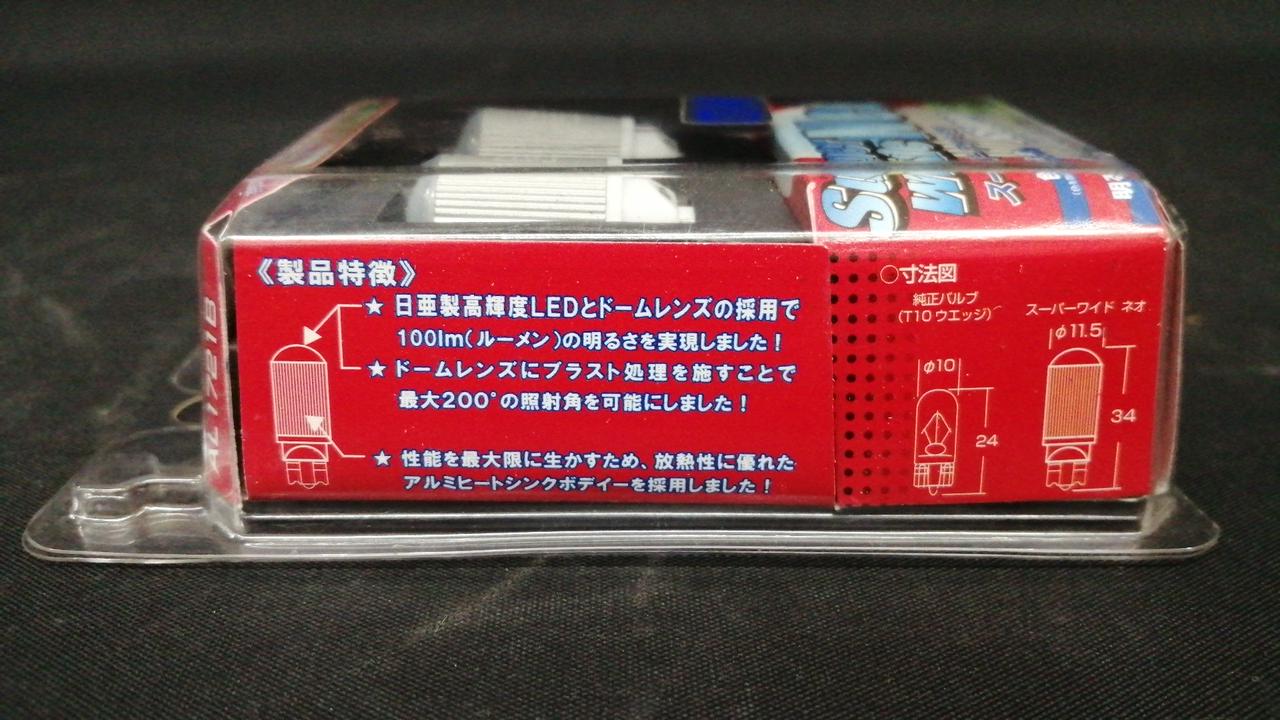 《製品特徴》
★ 日亜製高輝度LEDとドームレンズの採用で
100lm(ルーメン)の明るさを実現しました！
★ ドームレンズにブラスト処理を施すことで
最大200°の照射角を可能にしました！
★ 性能を最大限に生かすため、放熱性に優れた
アルミヒートシンクボディーを採用しました！
○寸法図
純正バルブ
(T10 ウエッジ)
スーパーワイド ネオ
φ10
24
φ11.5
34